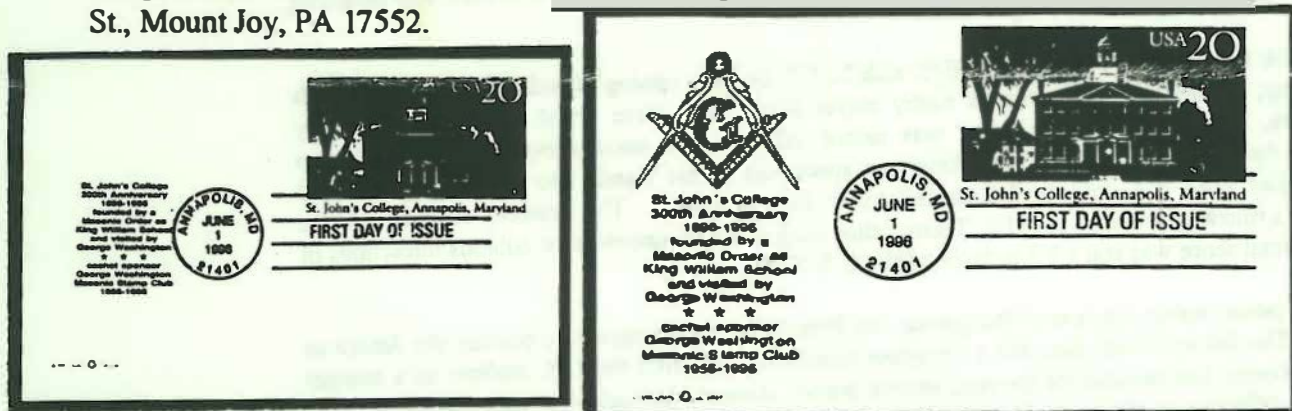 St., Mount Joy, PA 17552.
USA 20
St. John's College
300th Anniversary
1696-1996
founded by a
Masonic Order as
King William School
and visited by
George Washington
* * *
cachet sponsor
George Washington
Masonic Stamp Club
1956-1996
ANNAPOLIS, MD
JUNE
1
1996
21401
St. John's College, Annapolis, Maryland
FIRST DAY OF ISSUE
G
USA 20
St. John's College
300th Anniversary
1696-1996
founded by a
Masonic Order as
King William School
and visited by
George Washington
* * *
cachet sponsor
George Washington
Masonic Stamp Club
1956-1996
ANNAPOLIS, MD
JUNE
1
1996
21401
St. John's College, Annapolis, Maryland
FIRST DAY OF ISSUE